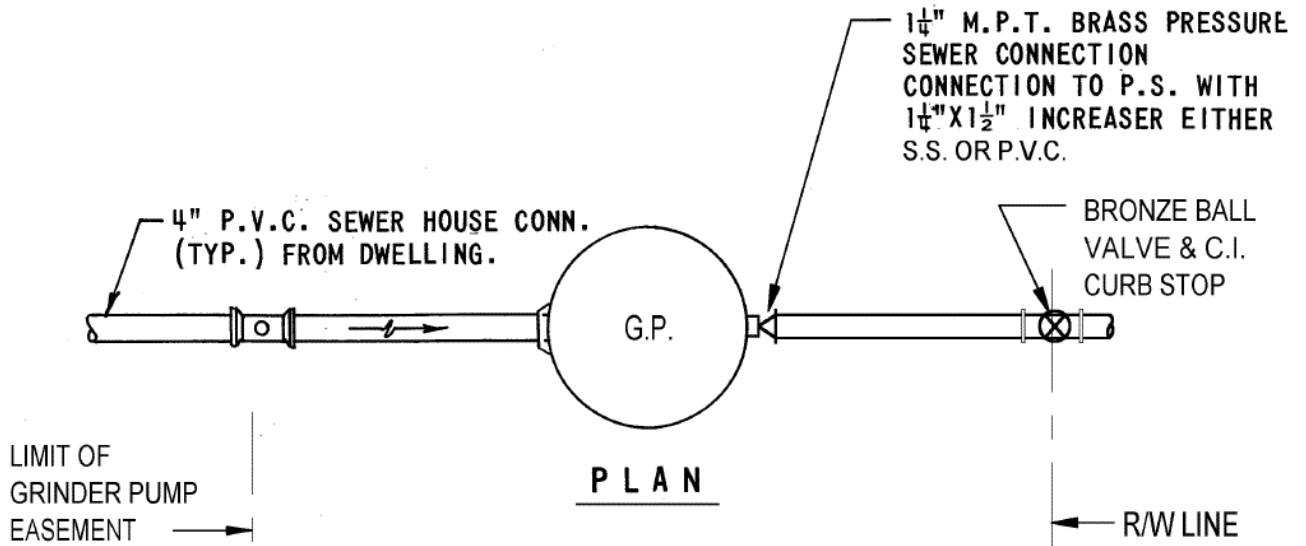 1¼" M.P.T. BRASS PRESSURE
SEWER CONNECTION
CONNECTION TO P.S. WITH
1¼"X1½" INCREASER EITHER
S.S. OR P.V.C.
4" P.V.C. SEWER HOUSE CONN.
(TYP.) FROM DWELLING.
BRONZE BALL
VALVE & C.I.
CURB STOP
G.P.
LIMIT OF
GRINDER PUMP
EASEMENT
PLAN
R/W LINE